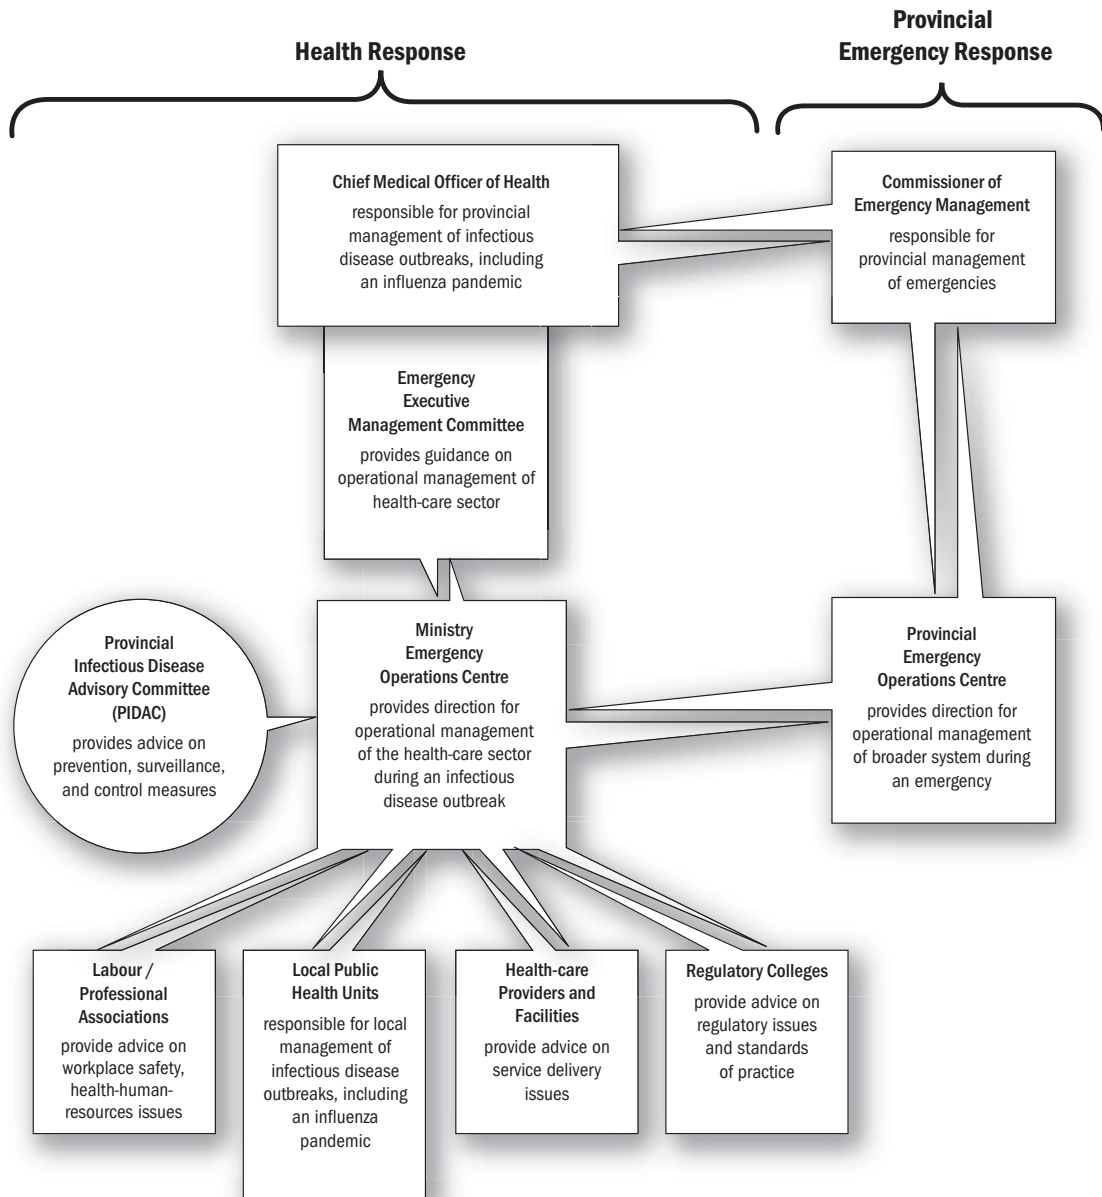 Health Response
Provincial
Emergency Response
Chief Medical Officer of Health
responsible for provincial
management of infectious
disease outbreaks, including
an influenza pandemic
Commissioner of
Emergency Management
responsible for
provincial management
of emergencies
Emergency
Executive
Management Committee
provides guidance on
operational management of
health-care sector
Provincial
Infectious Disease
Advisory Committee
(PIDAC)
provides advice on
prevention, surveillance,
and control measures
Ministry
Emergency
Operations Centre
provides direction for
operational management
of the health-care sector
during an infectious
disease outbreak
Provincial
Emergency
Operations Centre
provides direction for
operational management
of broader system during
an emergency
Labour /
Professional
Associations
provide advice on
workplace safety,
health-human-
resources issues
Local Public
Health Units
responsible for local
management of
infectious disease
outbreaks, including
an influenza
pandemic
Health-care
Providers and
Facilities
provide advice on
service delivery
issues
Regulatory Colleges
provide advice on
regulatory issues
and standards
of practice